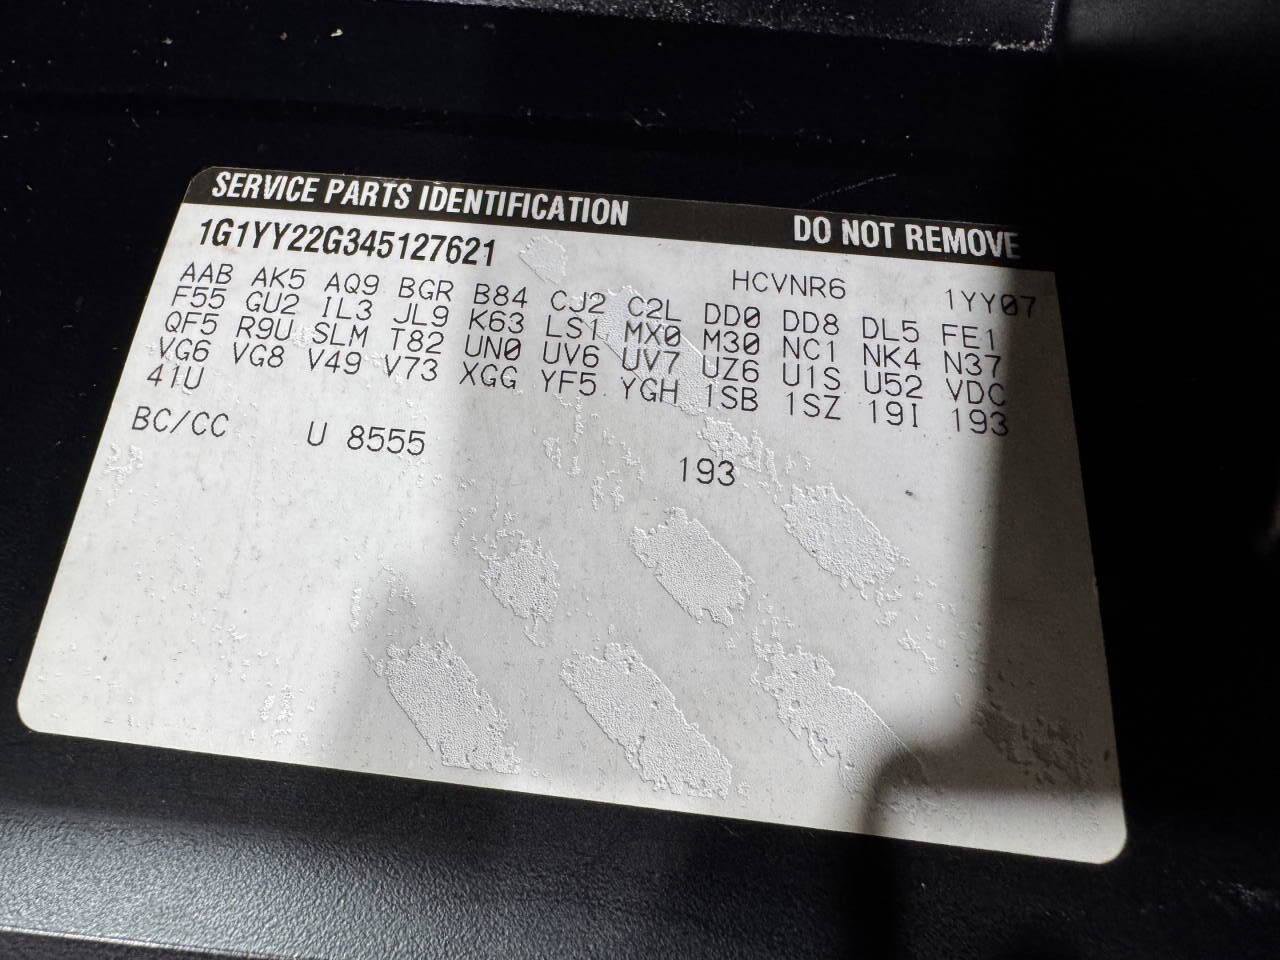 SERVICE PARTS IDENTIFICATION DO NOT REMOVE
1G1YY22G345127621
HCVNR6 1YY07
AAB AK5 AQ9 BGR B84 CJ2 C2L DD0 DD8 DL5 FE1
F55 GU2 IL3 JL9 K63 LS1 MX0 M30 NC1 NK4 N37
QF5 R9U SLM T82 UN0 UV6 UV7 UZ6 U1S U52 VDC
VG6 VG8 V49 V73 XGG YF5 YGH 1SB 1SZ 19I 193
41U
BC/CC U 8555 193